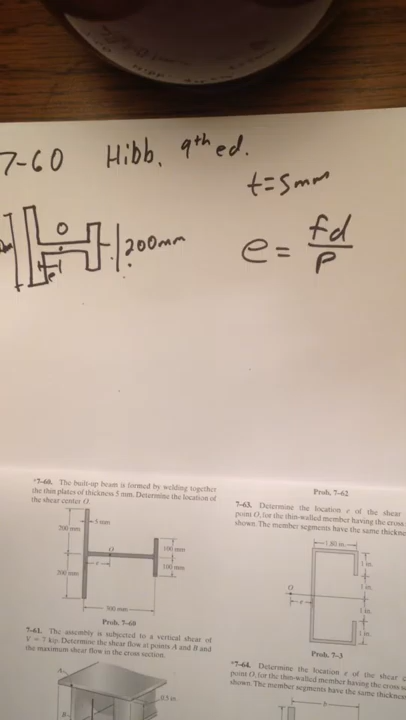 7-60 Hibb. 9th ed.
t=5mm
O
200mm
e
e = fd/P
*7-60. The built-up beam is formed by welding together
the thin plates of thickness 5 mm. Determine the location of
the shear center O.
5 mm
200 mm
O
e
100 mm
100 mm
200 mm
300 mm
Prob. 7-60
7-61. The assembly is subjected to a vertical shear of
V = 7 kip. Determine the shear flow at points A and B and
the maximum shear flow in the cross section.
A
0.5 in.
B
Prob. 7-62
7-63. Determine the location e of the shear
point O, for the thin-walled member having the cross
shown. The member segments have the same thickness
1.80 in.
1 in.
1 in.
O
e
1 in.
1 in.
Prob. 7-3
*7-64. Determine the location e of the shear
point O, for the thin-walled member having the cross
shown. The member segments have the same thickness